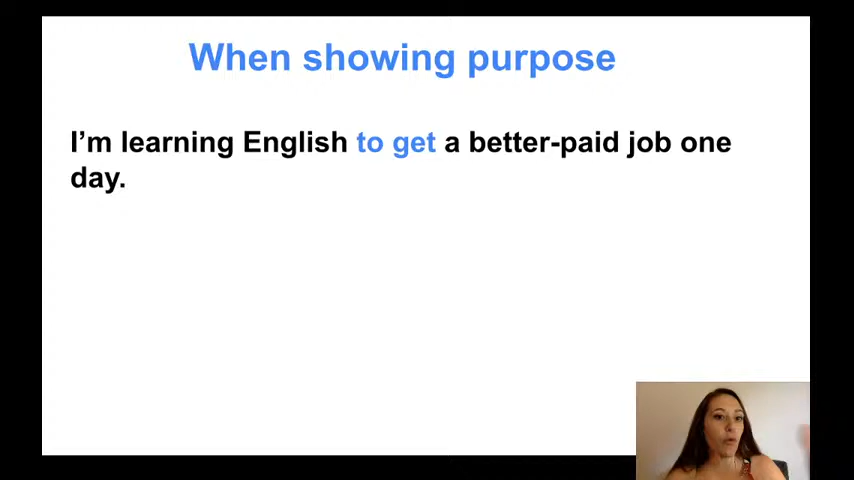 When showing purpose
I’m learning English to get a better-paid job one
day.